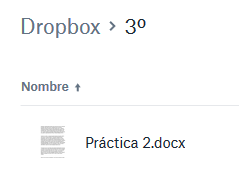 Dropbox > 3º
Nombre ↑
Práctica 2.docx